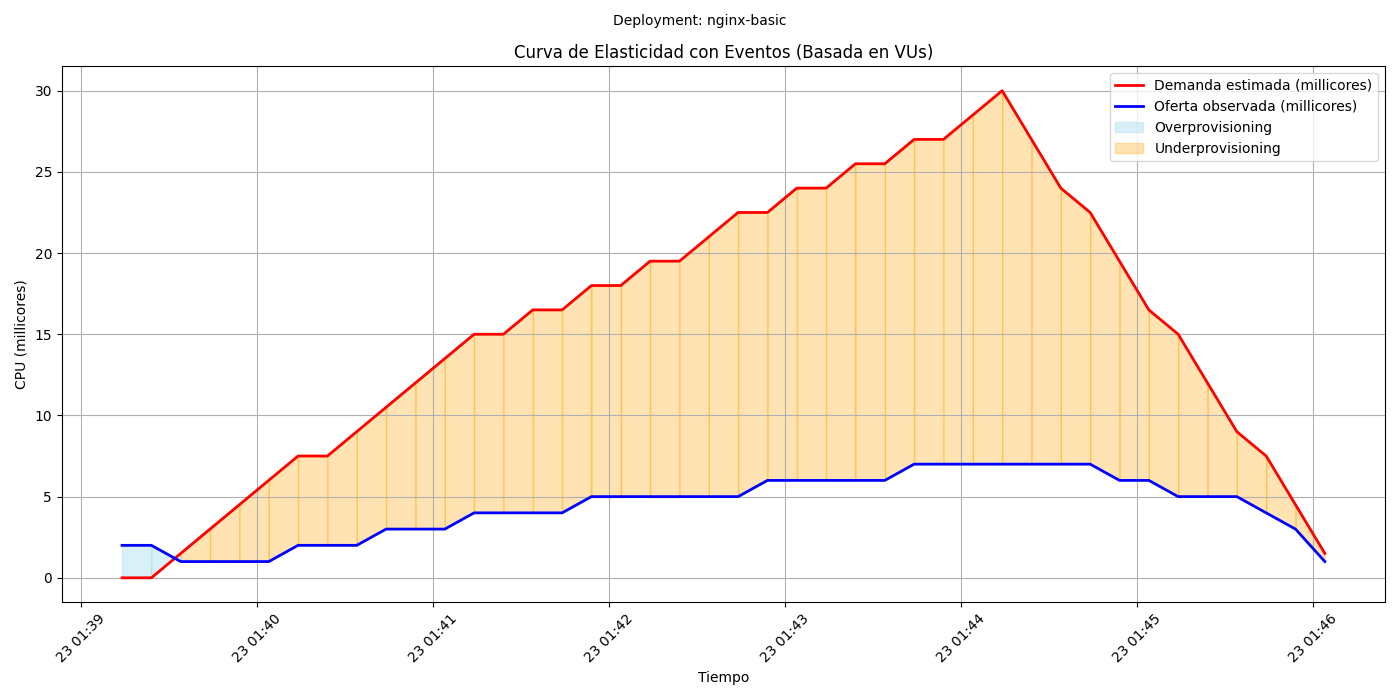 Deployment: nginx-basic
Curva de Elasticidad con Eventos (Basada en VUs)
Demanda estimada (millicores)
Oferta observada (millicores)
Overprovisioning
Underprovisioning
CPU (millicores)
30
25
20
15
10
5
0
23 01:39
23 01:40
23 01:41
23 01:42
23 01:43
23 01:44
23 01:45
23 01:46
Tiempo